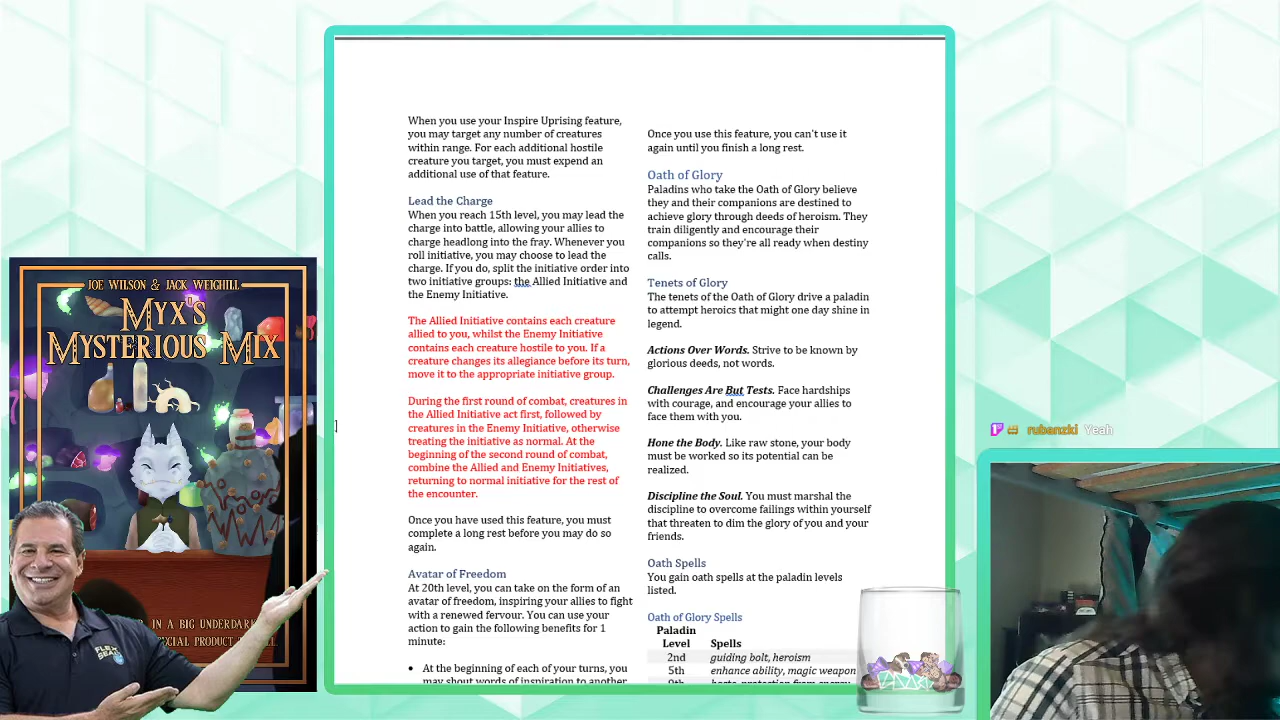 When you use your Inspire Uprising feature,
you may target any number of creatures
within range. For each additional hostile
creature you target, you must expend an
additional use of that feature.
Lead the Charge
When you reach 15th level, you may lead the
charge into battle, allowing your allies to
charge headlong into the fray. Whenever you
roll initiative, you may choose to lead the
charge. If you do, split the initiative order into
two initiative groups: the Allied Initiative and
the Enemy Initiative.
The Allied Initiative contains each creature
allied to you, whilst the Enemy Initiative
contains each creature hostile to you. If a
creature changes its allegiance before its turn,
move it to the appropriate initiative group.
During the first round of combat, creatures in
the Allied Initiative act first, followed by
creatures in the Enemy Initiative, otherwise
treating the initiative as normal. At the
beginning of the second round of combat,
combine the Allied and Enemy Initiatives,
returning to normal initiative for the rest of
the encounter.
Once you have used this feature, you must
complete a long rest before you may do so
again.
Avatar of Freedom
At 20th level, you can take on the form of an
avatar of freedom, inspiring your allies to fight
with a renewed fervour. You can use your
action to gain the following benefits for 1
minute:
• At the beginning of each of your turns, you
may shout words of inspiration to another
Once you use this feature, you can't use it
again until you finish a long rest.
Oath of Glory
Paladins who take the Oath of Glory believe
they and their companions are destined to
achieve glory through deeds of heroism. They
train diligently and encourage their
companions so they're all ready when destiny
calls.
Tenets of Glory
The tenets of the Oath of Glory drive a paladin
to attempt heroics that might one day shine in
legend.
Actions Over Words. Strive to be known by
glorious deeds, not words.
Challenges Are But Tests. Face hardships
with courage, and encourage your allies to
face them with you.
Hone the Body. Like raw stone, your body
must be worked so its potential can be
realized.
Discipline the Soul. You must marshal the
discipline to overcome failings within yourself
that threaten to dim the glory of you and your
friends.
Oath Spells
You gain oath spells at the paladin levels
listed.
Oath of Glory Spells
Paladin
Level Spells
2nd guiding bolt, heroism
5th enhance ability, magic weapon
9th haste, protection from energy
JOE WILSON & JACK WEIGHILL
MYX'S
MYSTERIOUS MIX
IN A BIG UNDERDARK
PRODUCT
FLEX
SEAL
rubanzki Yeah